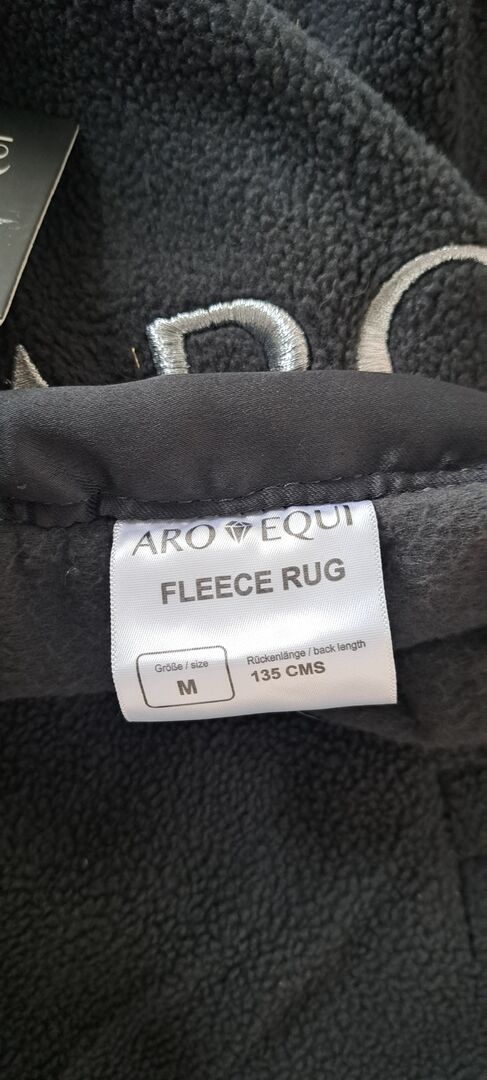 ARO EQUI
FLEECE RUG
Größe / size
M
Rückenlänge / back length
135 CMS